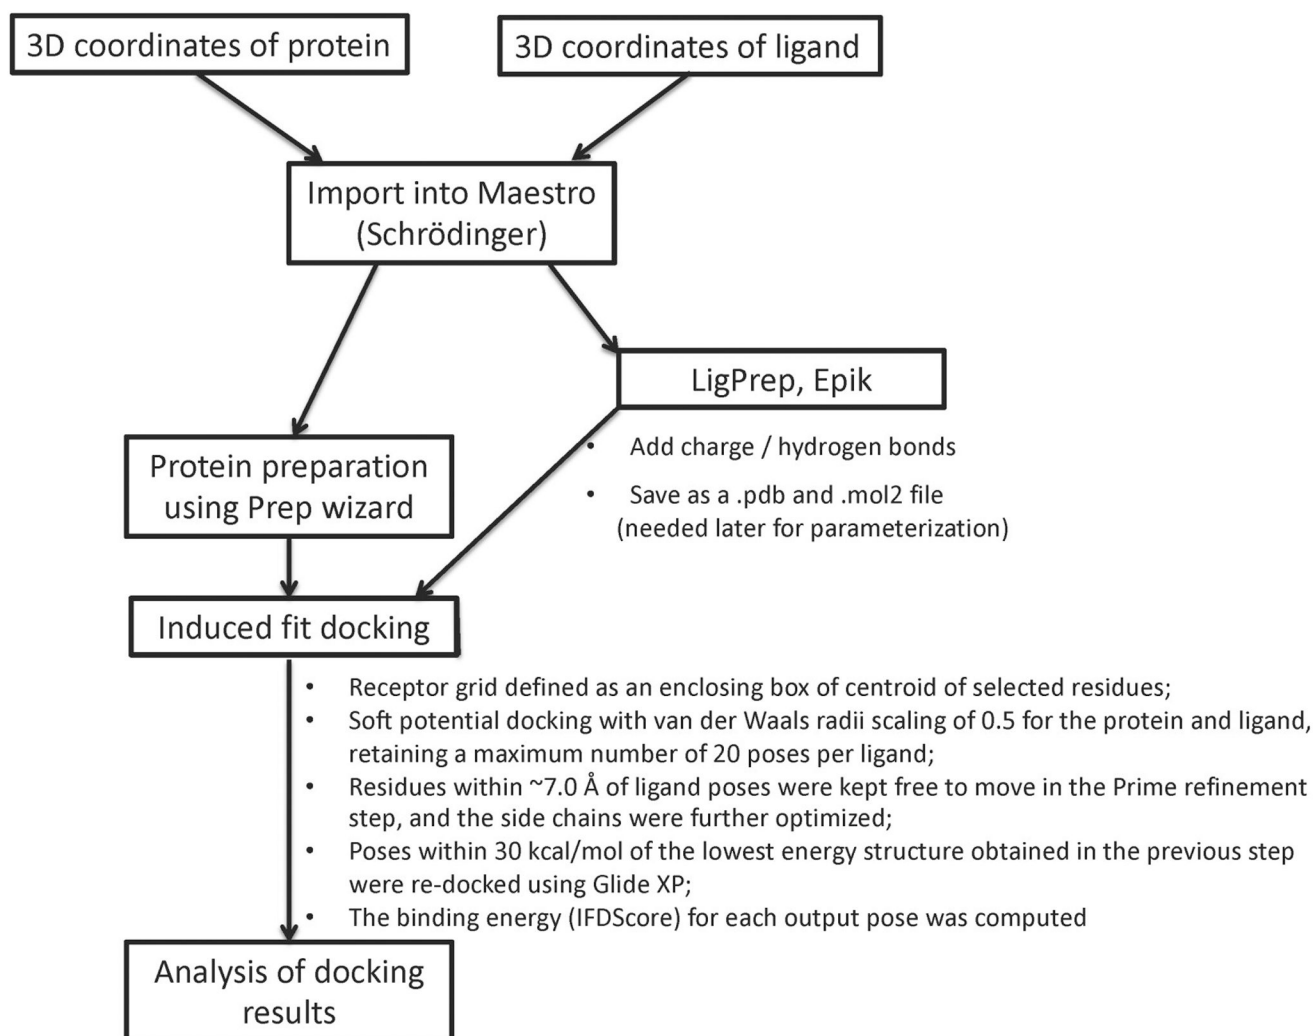 3D coordinates of protein
3D coordinates of ligand
Import into Maestro
(Schrödinger)
LigPrep, Epik
• Add charge / hydrogen bonds
• Save as a .pdb and .mol2 file
(needed later for parameterization)
Protein preparation
using Prep wizard
Induced fit docking
• Receptor grid defined as an enclosing box of centroid of selected residues;
• Soft potential docking with van der Waals radii scaling of 0.5 for the protein and ligand,
retaining a maximum number of 20 poses per ligand;
• Residues within ~7.0 Å of ligand poses were kept free to move in the Prime refinement
step, and the side chains were further optimized;
• Poses within 30 kcal/mol of the lowest energy structure obtained in the previous step
were re-docked using Glide XP;
• The binding energy (IFDScore) for each output pose was computed
Analysis of docking
results